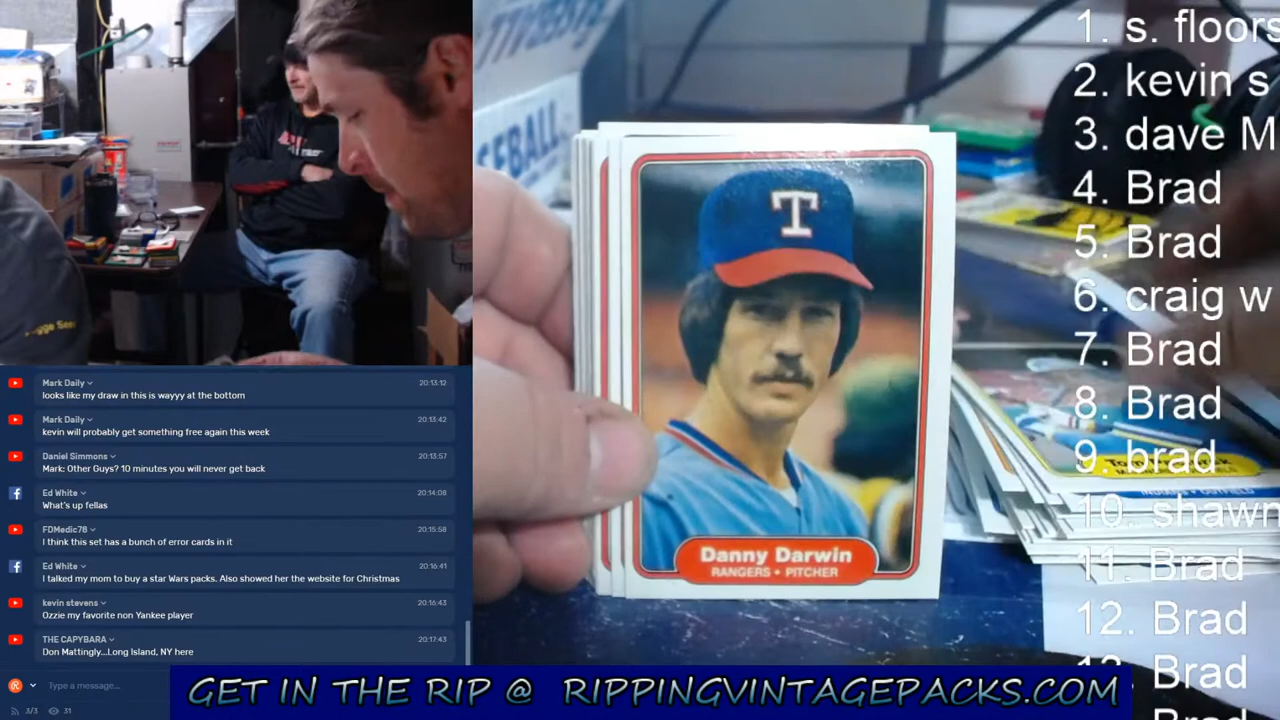 1. s. floors
2. kevin s
3. dave M
4. Brad
5. Brad
6. craig w
7. Brad
8. Brad
9. brad
10. shawn
11. Brad
12. Brad
13. Brad
BASEBALL
T
Danny Darwin
RANGERS • PITCHER
INDIANS • OUTFIELD
Mark Daily 20:13:12
looks like my draw in this is wayyy at the bottom
Mark Daily 20:13:42
kevin will probably get something free again this week
Daniel Simmons 20:13:57
Mark: Other Guys? 10 minutes you will never get back
Ed White 20:14:08
What's up fellas
FDMedic78 20:15:58
I think this set has a bunch of error cards in it
Ed White 20:16:41
I talked my mom to buy a star Wars packs. Also showed her the website for Christmas
kevin stevens 20:16:43
Ozzie my favorite non Yankee player
THE CAPYBARA 20:17:43
Don Mattingly...Long Island, NY here
Type a message...
3/3 31
GET IN THE RIP @ RIPPINGVINTAGEPACKS.COM